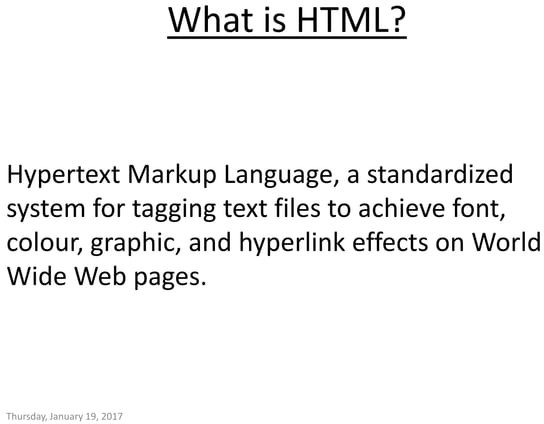 What is HTML?
Hypertext Markup Language, a standardized
system for tagging text files to achieve font,
colour, graphic, and hyperlink effects on World
Wide Web pages.
Thursday, January 19, 2017